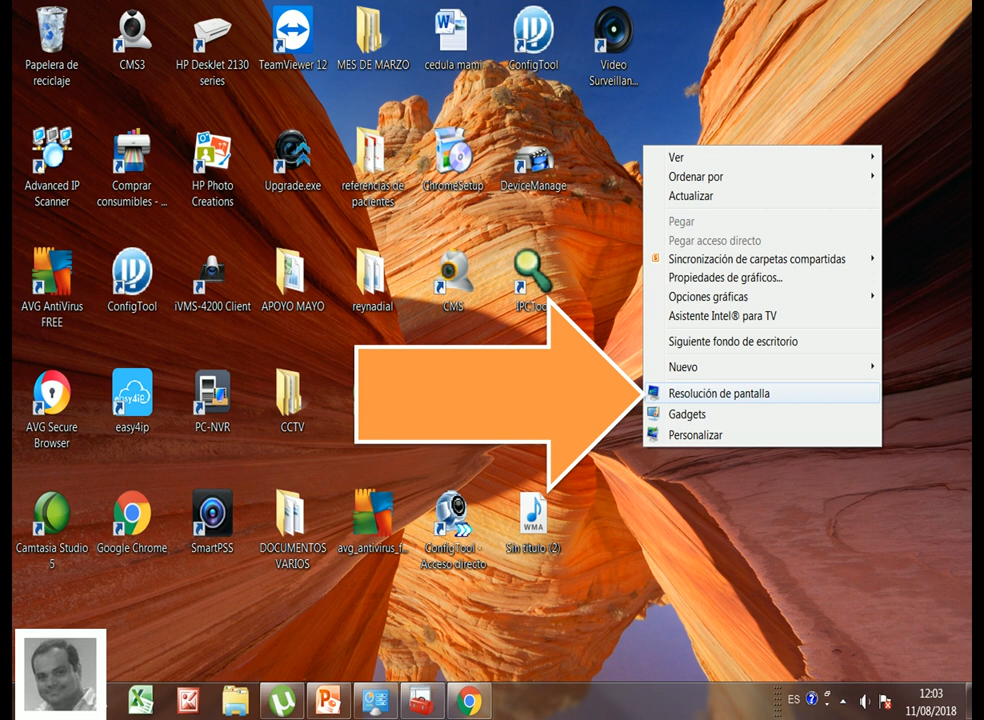 Papelera de
reciclaje
CMS3
HP DeskJet 2130
series
TeamViewer 12
MES DE MARZO
cedula mami
ConfigTool
Video
Surveillan...
Advanced IP
Scanner
Comprar
consumibles - ...
HP Photo
Creations
Upgrade.exe
referencias de
pacientes
ChromeSetup
DeviceManage
AVG AntiVirus
FREE
ConfigTool
iVMS-4200 Client
APOYO MAYO
reynadial
CMS
IPCToo
AVG Secure
Browser
easy4ip
easy4ip
PC-NVR
CCTV
Camtasia Studio
5
Google Chrome
SmartPSS
DOCUMENTOS
VARIOS
avg_antivirus_f...
ConfigTool -
Acceso directo
WMA
Sin título (2)
Ver
Ordenar por
Actualizar
Pegar
Pegar acceso directo
Sincronización de carpetas compartidas
Propiedades de gráficos...
Opciones gráficas
Asistente Intel® para TV
Siguiente fondo de escritorio
Nuevo
Resolución de pantalla
Gadgets
Personalizar
ES
12:03
11/08/2018